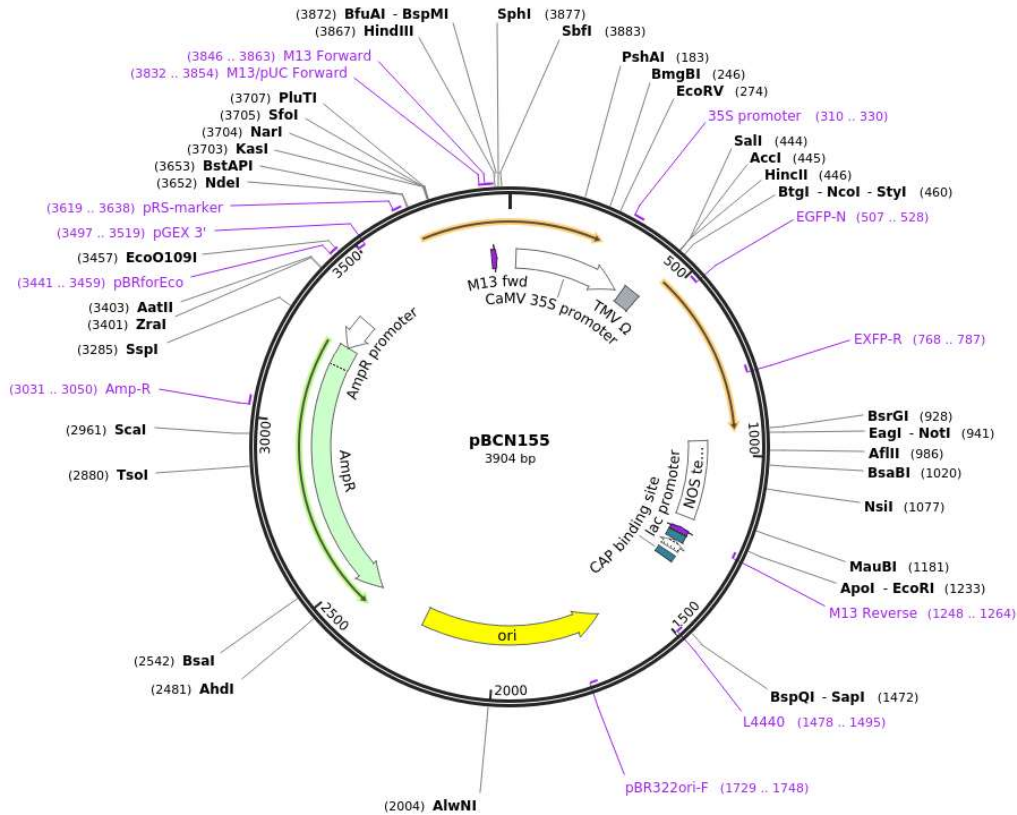 (3872) BfuAI - BspMI
SphI (3877)
(3867) HindIII
SbfI (3883)
(3846 .. 3863) M13 Forward
(3832 .. 3854) M13/pUC Forward
PshAI (183)
BmgBI (246)
EcoRV (274)
(3707) PluTI
(3705) SfoI
(3704) NarI
(3703) KasI
(3653) BstAPI
(3652) NdeI
35S promoter (310 .. 330)
SalI (444)
AccI (445)
HincII (446)
BtgI - NcoI - StyI (460)
(3619 .. 3638) pRS-marker
EGFP-N (507 .. 528)
(3497 .. 3519) pGEX 3'
(3457) EcoO109I
(3441 .. 3459) pBRforEco
(3403) AatII
(3401) ZraI
(3285) SspI
3500
500
M13 fwd
CaMV 35S promoter
TMV Ω
AmpR promoter
EXFP-R (768 .. 787)
(3031 .. 3050) Amp-R
(2961) ScaI
(2880) TsoI
3000
AmpR
pBCN155
3904 bp
1000
BsrGI (928)
EagI - NotI (941)
AflII (986)
BsaBI (1020)
NsiI (1077)
NOS te...
lac promoter
CAP binding site
MauBI (1181)
ApoI - EcoRI (1233)
M13 Reverse (1248 .. 1264)
2500
1500
ori
(2542) BsaI
(2481) AhdI
2000
BspQI - SapI (1472)
L4440 (1478 .. 1495)
pBR322ori-F (1729 .. 1748)
(2004) AlwNI